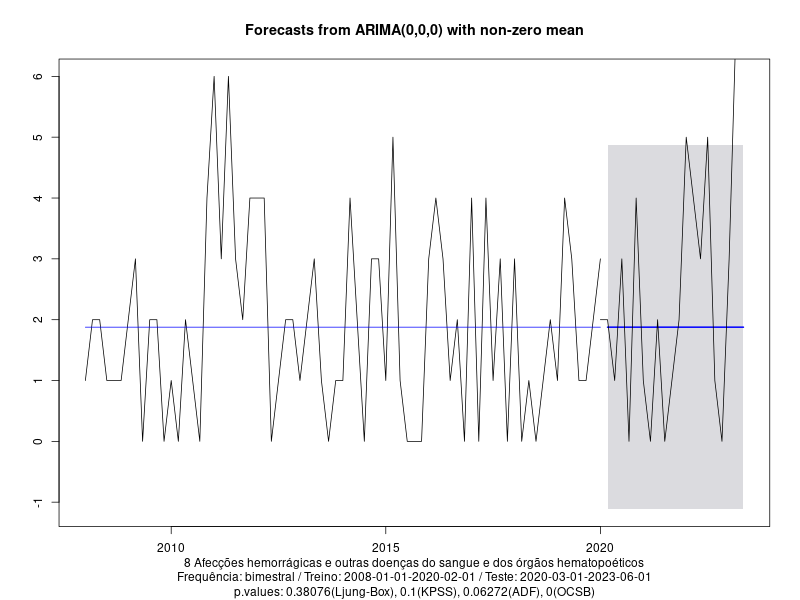 Forecasts from ARIMA(0,0,0) with non-zero mean
6
5
4
3
2
1
0
-1
2010 2015 2020
8 Afecções hemorrágicas e outras doenças do sangue e dos órgãos hematopoéticos
Frequência: bimestral / Treino: 2008-01-01-2020-02-01 / Teste: 2020-03-01-2023-06-01
p.values: 0.38076(Ljung-Box), 0.1(KPSS), 0.06272(ADF), 0(OCSB)